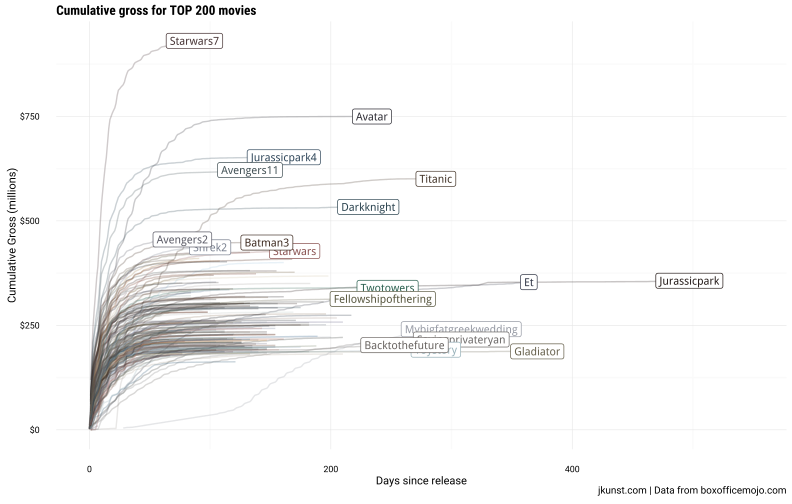 Cumulative gross for TOP 200 movies
Starwars7
$750
Avatar
Jurassicpark4
Avengers11
Titanic
Darkknight
$500
Avengers2
Batman3
Shrek2
Starwars
Cumulative Gross (millions)
Et
Jurassicpark
Twotowers
Fellowshipofthering
$250
Mybigfatgreekwedding
privateryan
Backtothefuture
Gladiator
$0
0
200
400
Days since release
jkunst.com | Data from boxofficemojo.com